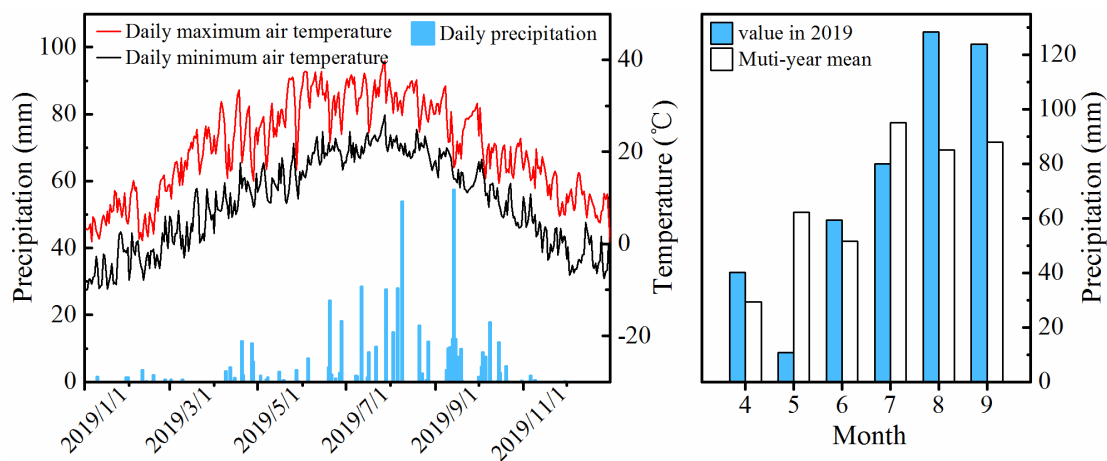 Daily maximum air temperature
Daily minimum air temperature
Daily precipitation
Precipitation (mm)
100
80
60
40
20
0
Temperature (℃)
40
20
0
-20
2019/1/1
2019/3/1
2019/5/1
2019/7/1
2019/9/1
2019/11/1
value in 2019
Muti-year mean
Precipitation (mm)
120
100
80
60
40
20
0
4 5 6 7 8 9
Month